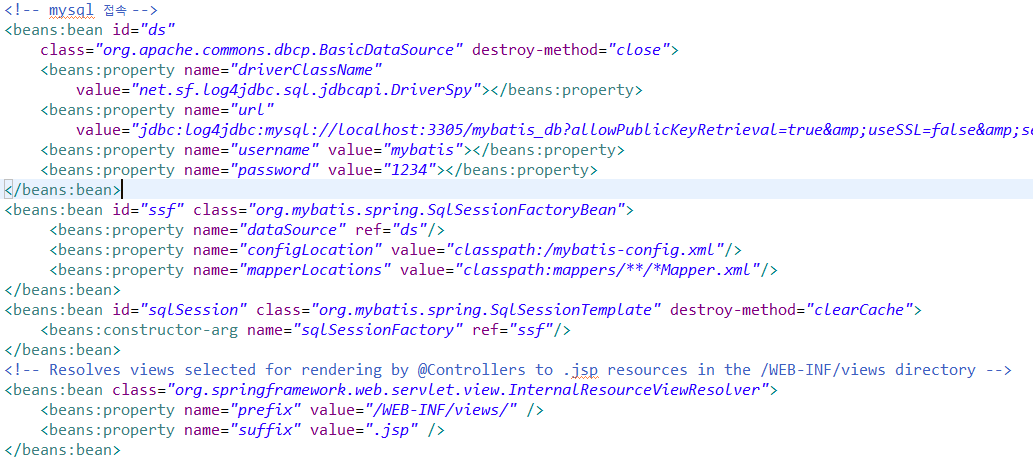 <!-- mysql 접속 -->
<beans:bean id="ds"
class="org.apache.commons.dbcp.BasicDataSource" destroy-method="close">
<beans:property name="driverClassName"
value="net.sf.log4jdbc.sql.jdbcapi.DriverSpy"></beans:property>
<beans:property name="url"
value="jdbc:log4jdbc:mysql://localhost:3305/mybatis_db?allowPublicKeyRetrieval=true&amp;useSSL=false&amp;se
<beans:property name="username" value="mybatis"></beans:property>
<beans:property name="password" value="1234"></beans:property>
</beans:bean>
<beans:bean id="ssf" class="org.mybatis.spring.SqlSessionFactoryBean">
<beans:property name="dataSource" ref="ds"/>
<beans:property name="configLocation" value="classpath:/mybatis-config.xml"/>
<beans:property name="mapperLocations" value="classpath:mappers/**/*Mapper.xml"/>
</beans:bean>
<beans:bean id="sqlSession" class="org.mybatis.spring.SqlSessionTemplate" destroy-method="clearCache">
<beans:constructor-arg name="sqlSessionFactory" ref="ssf"/>
</beans:bean>
<!-- Resolves views selected for rendering by @Controllers to .jsp resources in the /WEB-INF/views directory -->
<beans:bean class="org.springframework.web.servlet.view.InternalResourceViewResolver">
<beans:property name="prefix" value="/WEB-INF/views/" />
<beans:property name="suffix" value=".jsp" />
</beans:bean>